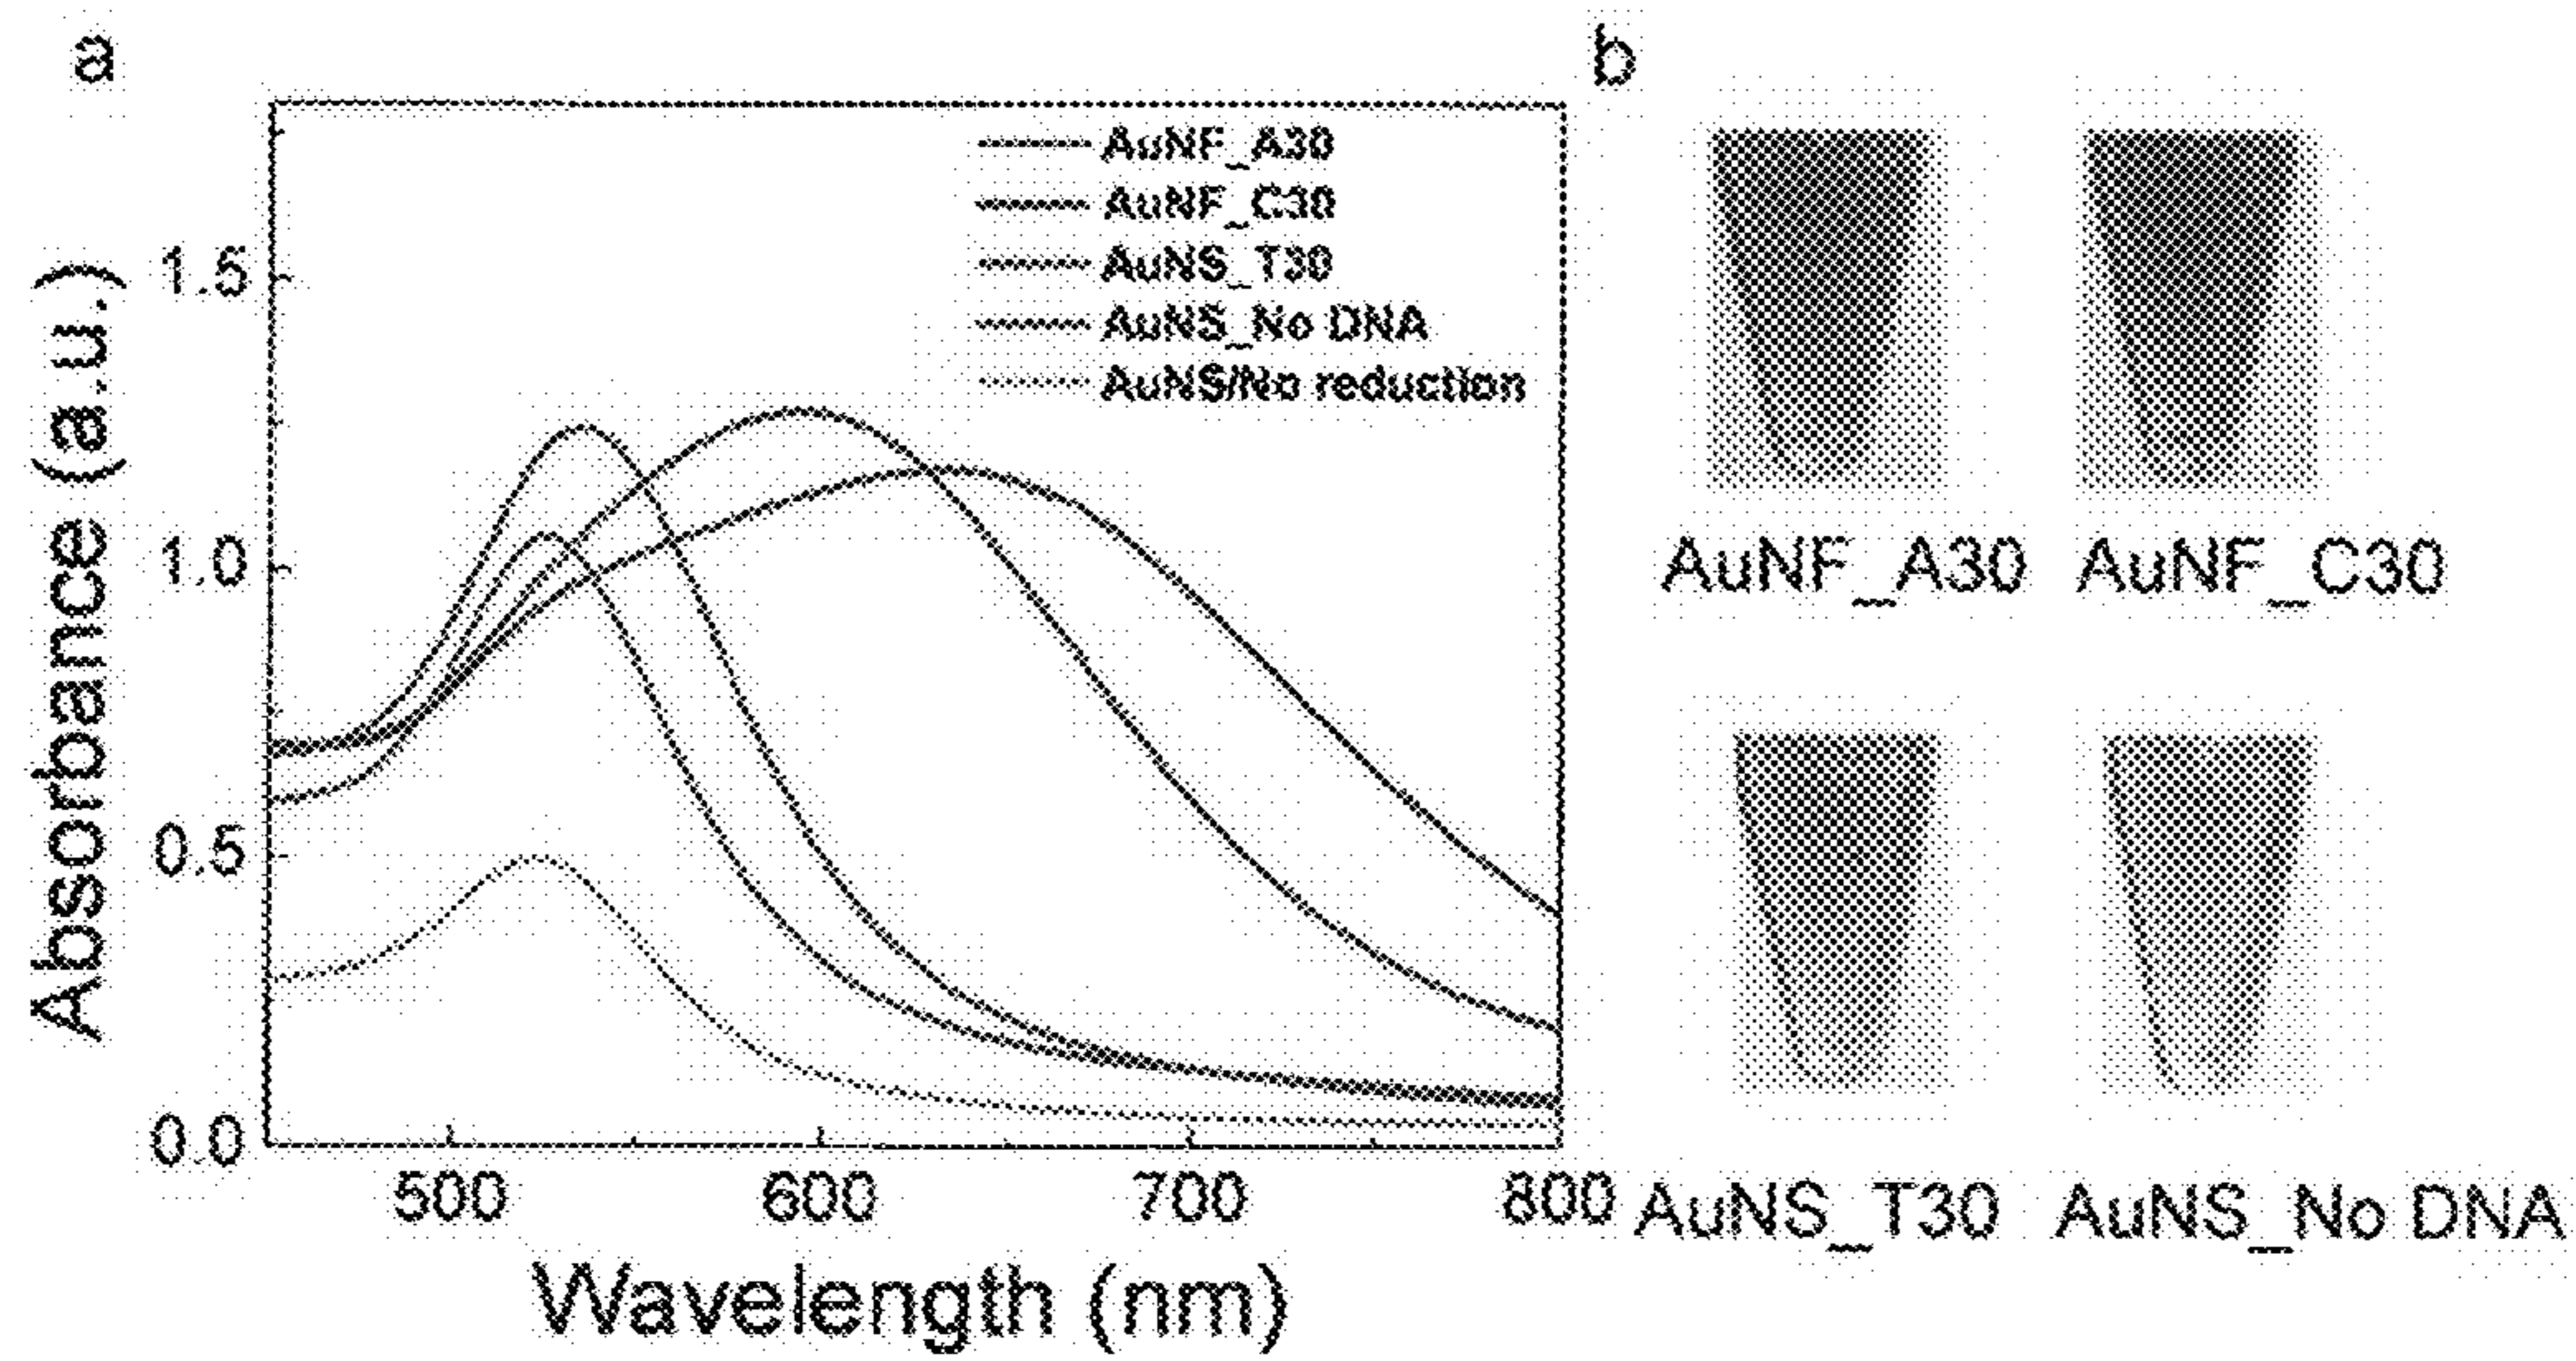 a
b
AuNF_A30
AuNF_C30
AuNS_T30
AuNS_No DNA
AuNS/No reduction
Absorbance (a.u.)
1.5
1.0
0.5
0.0
500 600 700 800
Wavelength (nm)
AuNF_A30 AuNF_C30
AuNS_T30 AuNS_No DNA